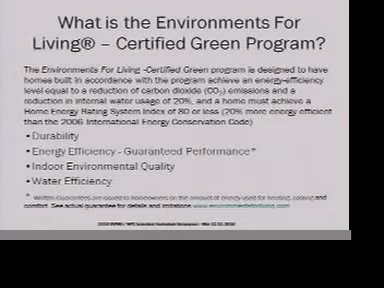 What is the Environments For
Living® – Certified Green Program?
The Environments For Living -Certified Green program is designed to have
homes built in accordance with the program achieve an energy-efficiency
level equal to a reduction of carbon dioxide (CO2) emissions and a
reduction in internal water usage of 20%, and a home must achieve a
Home Energy Rating System Index of 80 or less (20% more energy efficient
than the 2006 International Energy Conservation Code)
• Durability
• Energy Efficiency - Guaranteed Performance*
• Indoor Environmental Quality
• Water Efficiency
* Written Guarantees are issued to homeowners on the amount of energy used for heating, cooling and
comfort. See actual guarantee for details and limitations www.environmentsforliving.com